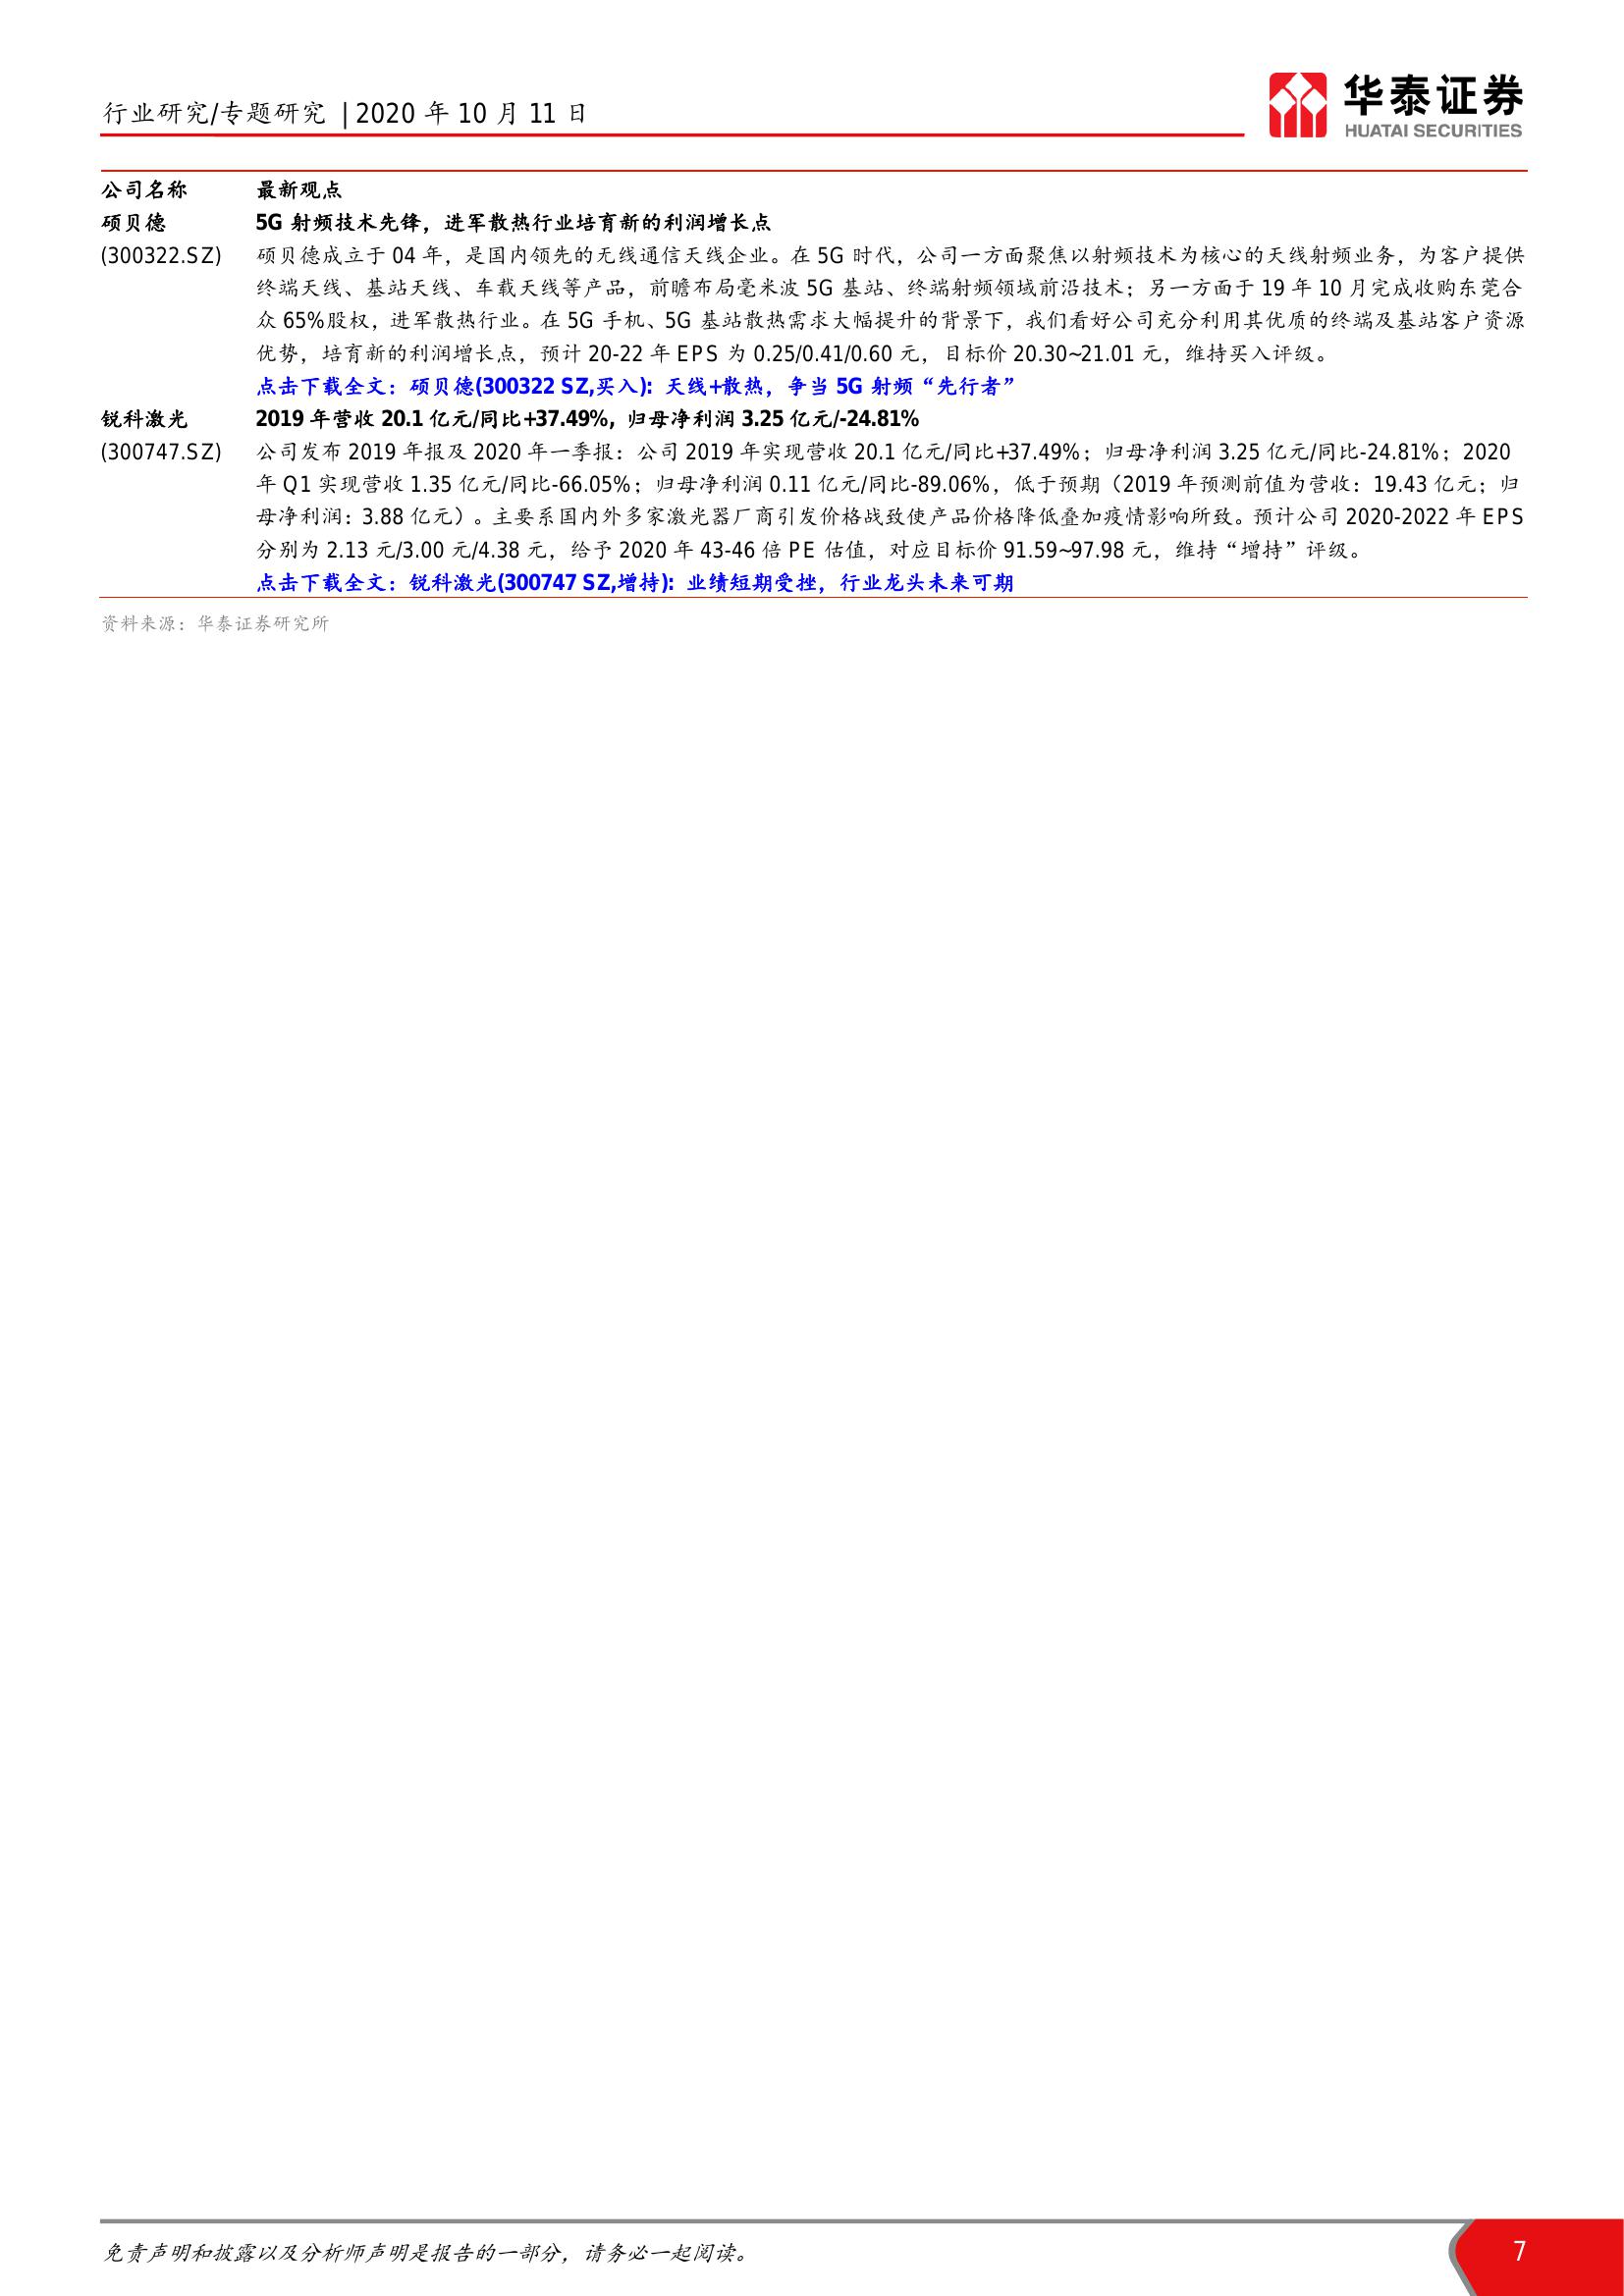 行业研究/专题研究 | 2020 年 10 月 11 日
华泰证券
HUATAI SECURITIES
公司名称 最新观点
硕贝德 5G 射频技术先锋，进军散热行业培育新的利润增长点
(300322.SZ) 硕贝德成立于 04 年，是国内领先的无线通信天线企业。在 5G 时代，公司一方面聚焦以射频技术为核心的天线射频业务，为客户提供
终端天线、基站天线、车载天线等产品，前瞻布局毫米波 5G 基站、终端射频领域前沿技术；另一方面于 19 年 10 月完成收购东莞合
众 65%股权，进军散热行业。在 5G 手机、5G 基站散热需求大幅提升的背景下，我们看好公司充分利用其优质的终端及基站客户资源
优势，培育新的利润增长点，预计 20-22 年 EPS 为 0.25/0.41/0.60 元，目标价 20.30~21.01 元，维持买入评级。
点击下载全文：硕贝德(300322 SZ,买入)：天线+散热，争当 5G 射频“先行者”
锐科激光 2019 年营收 20.1 亿元/同比+37.49%, 归母净利润 3.25 亿元/-24.81%
(300747.SZ) 公司发布 2019 年报及 2020 年一季报：公司 2019 年实现营收 20.1 亿元/同比+37.49%；归母净利润 3.25 亿元/同比-24.81%；2020
年 Q1 实现营收 1.35 亿元/同比-66.05%；归母净利润 0.11 亿元/同比-89.06%，低于预期（2019 年预测前值为营收：19.43 亿元；归
母净利润：3.88 亿元）。主要系国内外多家激光器厂商引发价格战致使产品价格降低叠加疫情影响所致。预计公司 2020-2022 年 EPS
分别为 2.13 元/3.00 元/4.38 元，给予 2020 年 43-46 倍 PE 估值，对应目标价 91.59~97.98 元，维持“增持”评级。
点击下载全文：锐科激光(300747 SZ,增持)：业绩短期受挫，行业龙头未来可期
资料来源：华泰证券研究所
免责声明和披露以及分析师声明是报告的一部分，请务必一起阅读。
7